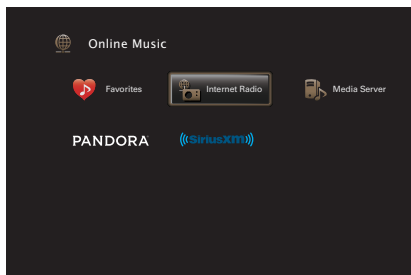 Online Music
Favorites Internet Radio Media Server
PANDORA ((SiriusXM))